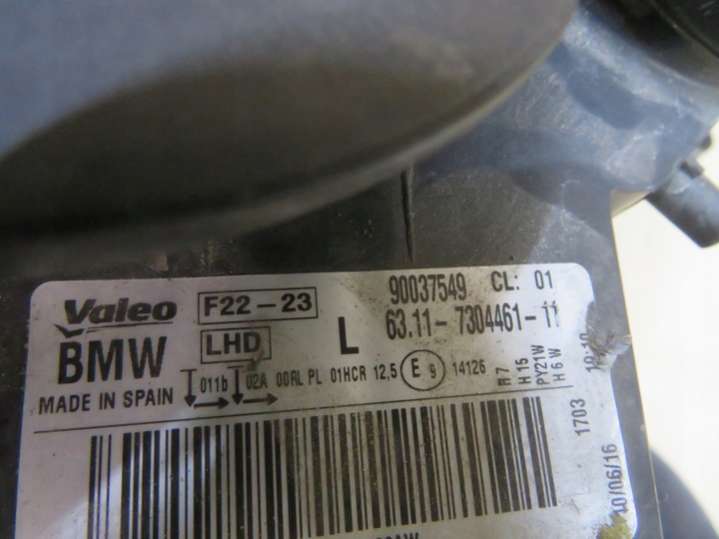 Valeo F22-23 L 90037549 CL: 01
BMW LHD 63.11-7304461-11
MADE IN SPAIN 011b 02A 00RL PL 01HCR 12,5 E9 14126
R7
H15
PY21W
H6W
1703
10/06/16